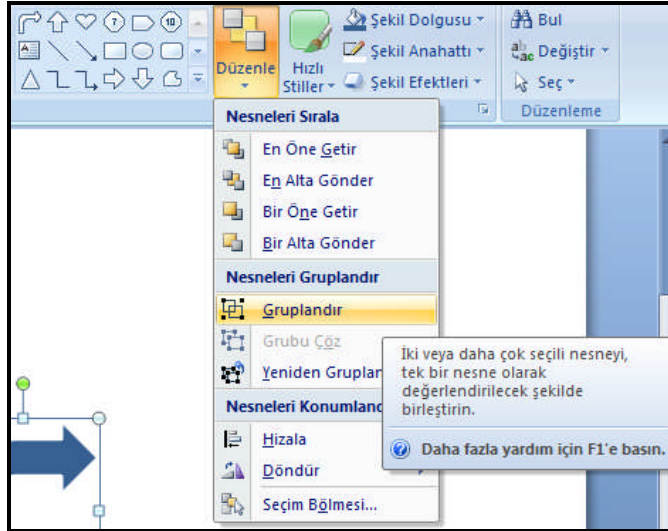 7 10
Şekil Dolgusu
Bul
Şekil Anahattı
Değiştir
Düzenle
Hızlı
Stiller
Şekil Efektleri
Seç
Düzenleme
Nesneleri Sırala
En Öne Getir
En Alta Gönder
Bir Öne Getir
Bir Alta Gönder
Nesneleri Gruplandır
Gruplandır
Grubu Çöz
Yeniden Gruplan
İki veya daha çok seçili nesneyi,
tek bir nesne olarak
değerlendirilecek şekilde
birleştirin.
Daha fazla yardım için F1'e basın.
Nesneleri Konumland
Hizala
Döndür
Seçim Bölmesi...